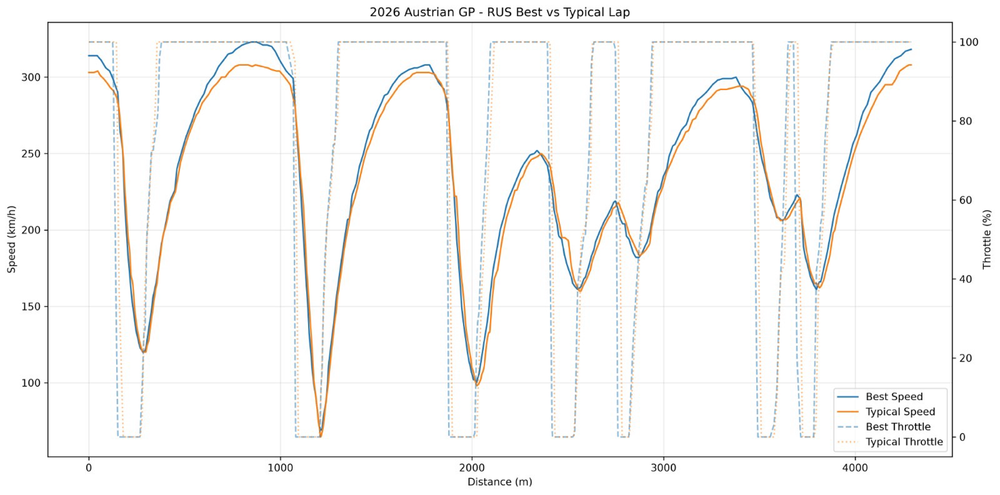 2026 Austrian GP - RUS Best vs Typical Lap
Speed (km/h)
300
250
200
150
100
100
80
60
40
20
0
Throttle (%)
Best Speed
Typical Speed
Best Throttle
Typical Throttle
0
1000
2000
3000
4000
Distance (m)